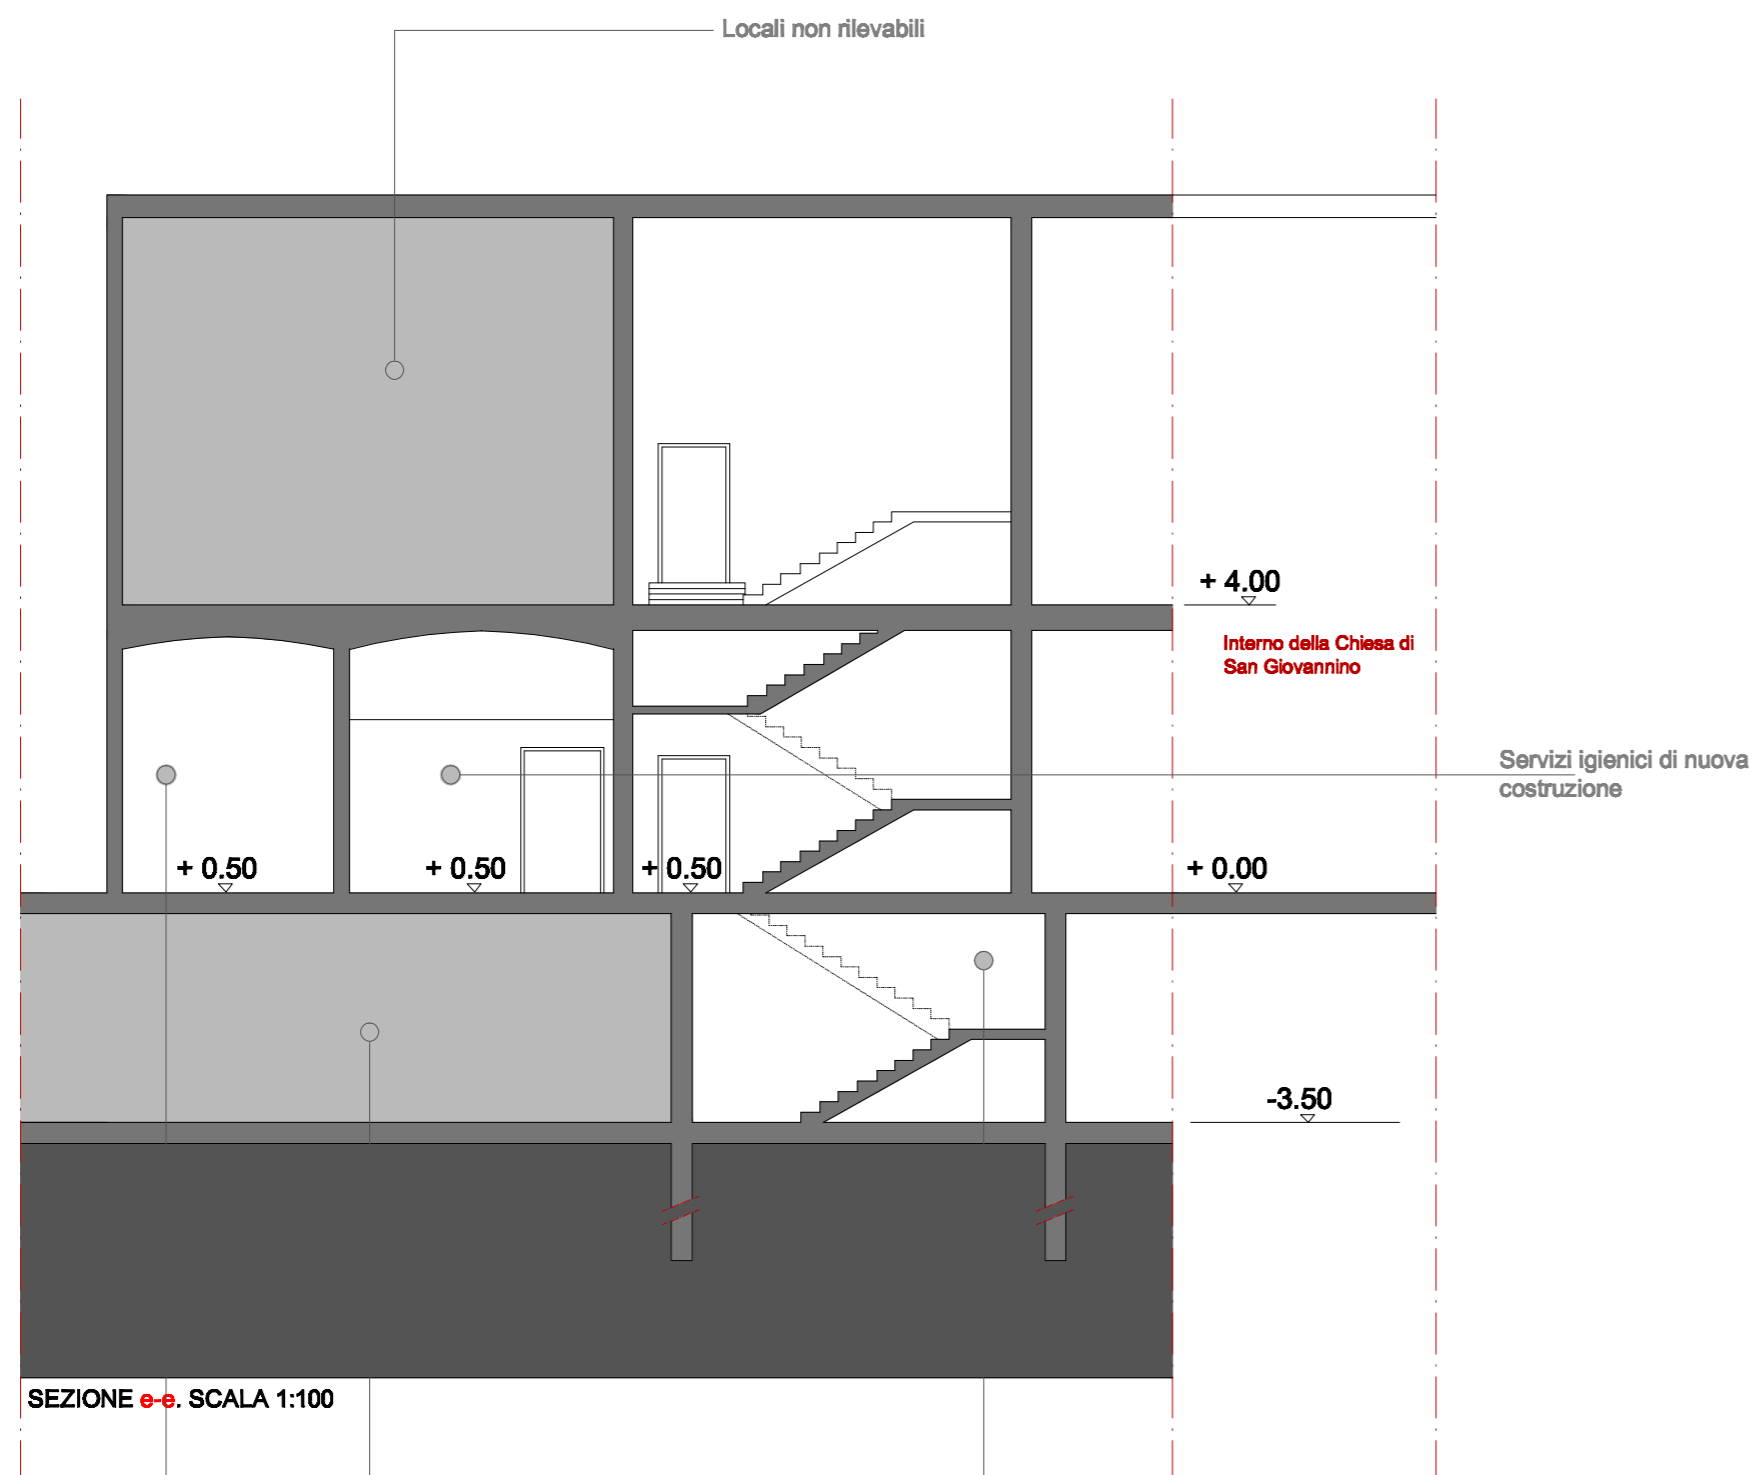 Locali non rilevabili
+ 4.00
Interno della Chiesa di
San Giovannino
Servizi igienici di nuova
costruzione
+ 0.50
+ 0.50
+ 0.50
+ 0.00
-3.50
SEZIONE e-e. SCALA 1:100